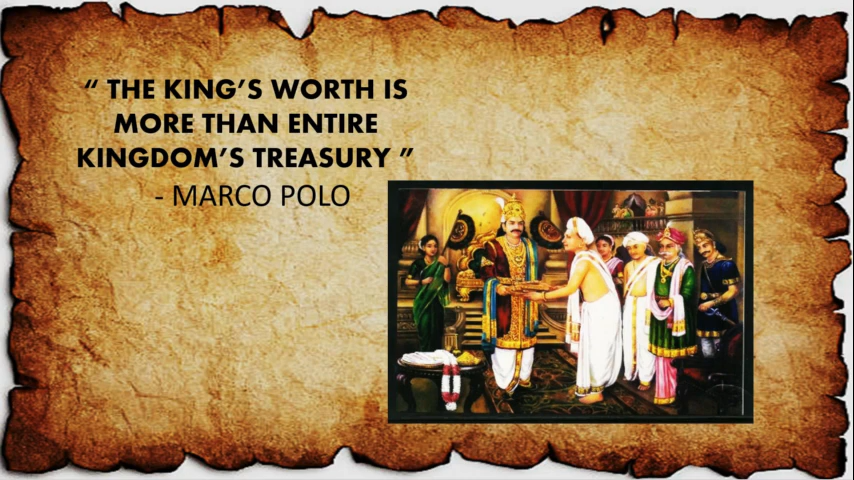 “ THE KING’S WORTH IS
MORE THAN ENTIRE
KINGDOM’S TREASURY ”
- MARCO POLO